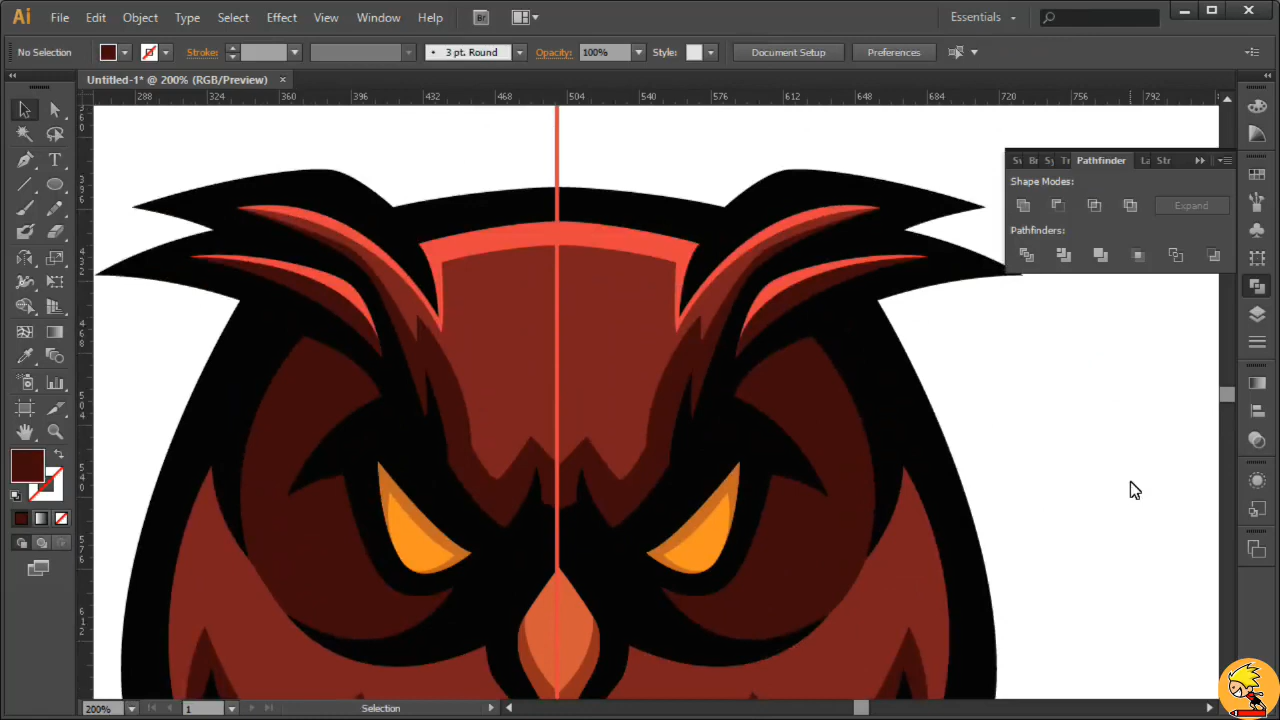 Ai File Edit Object Type Select Effect View Window Help Br Essentials
No Selection Stroke: 3 pt. Round Opacity: 100% Style: Document Setup Preferences
Untitled-1* @ 200% (RGB/Preview) ×
288 324 360 396 432 468 504 540 576 612 648 684 720 756 792
Pathfinder Str
Shape Modes:
Expand
Pathfinders:
200% 1 Selection